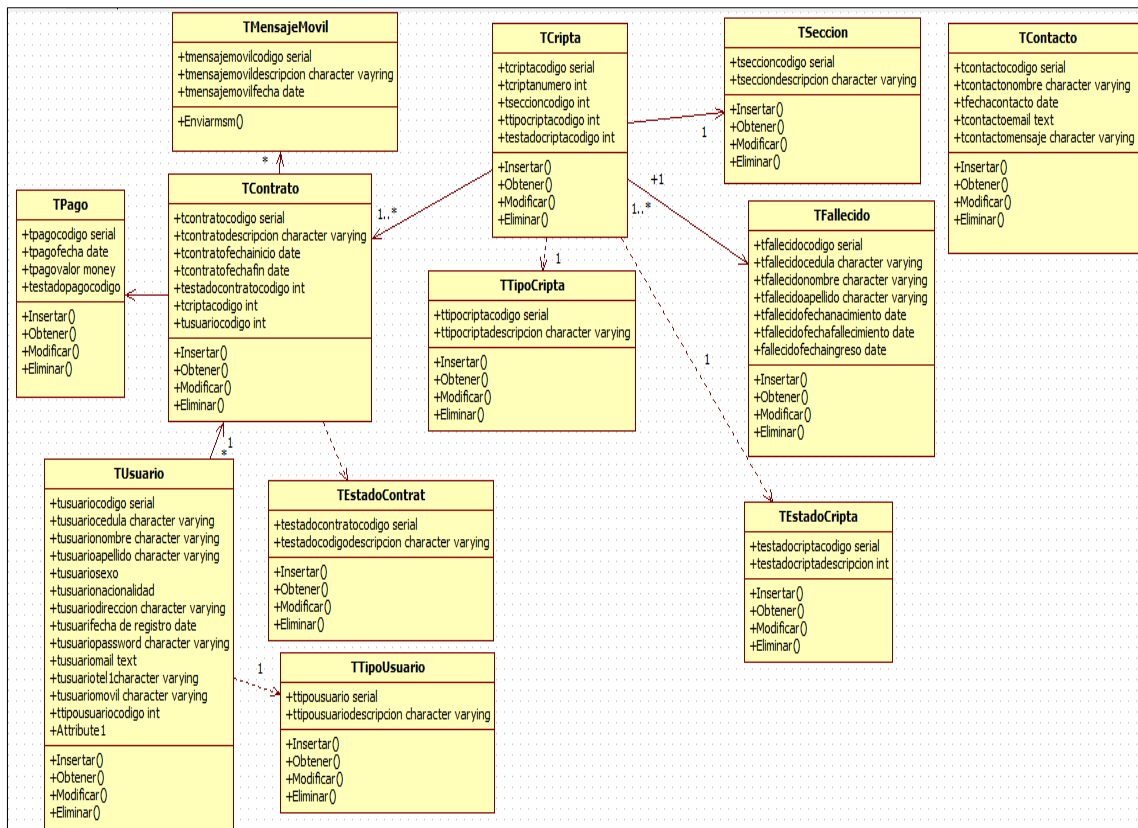 TMensajeMovil
+tmensajemovilcodigo serial
+tmensajemovildescripcion character vayring
+tmensajemovilfecha date
+Enviarmsm()
TCripta
+tcriptacodigo serial
+tcriptanumero int
+tseccioncodigo int
+ttipocriptacodigo int
+testadocriptacodigo int
+Insertar()
+Obtener()
+Modificar()
+Eliminar()
TSeccion
+tseccioncodigo serial
+tsecciondescripcion character varying
+Insertar()
+Obtener()
+Modificar()
+Eliminar()
TContacto
+tcontactocodigo serial
+tcontactonombre character varying
+tfechacontacto date
+tcontactoemail text
+tcontactomensaje character varying
+Insertar()
+Obtener()
+Modificar()
+Eliminar()
1
*
+1
1..*
1..*
TPago
+tpagocodigo serial
+tpagofecha date
+tpagovalor money
+testadopagocodigo
+Insertar()
+Obtener()
+Modificar()
+Eliminar()
TContrato
+tcontratocodigo serial
+tcontratodescripcion character varying
+tcontratofechainicio date
+tcontratofechafin date
+testadocontratocodigo int
+tcriptacodigo int
+tusuariocodigo int
+Insertar()
+Obtener()
+Modificar()
+Eliminar()
1
TTipoCripta
+ttipocriptacodigo serial
+ttipocriptadescripcion character varying
+Insertar()
+Obtener()
+Modificar()
+Eliminar()
TFallecido
+tfallecidocodigo serial
+tfallecidocedula character varying
+tfallecidonombre character varying
+tfallecidoapellido character varying
+tfallecidofechanacimiento date
+tfallecidofechafallecimiento date
+fallecidofechaingreso date
+Insertar()
+Obtener()
+Modificar()
+Eliminar()
1
1
*
TUsuario
+tusuariocodigo serial
+tusuariocedula character varying
+tusuarionombre character varying
+tusuarioapellido character varying
+tusuariosexo
+tusuarionacionalidad
+tusuariodireccion character varying
+tusuarifecha de registro date
+tusuariopassword character varying
+tusuariomail text
+tusuariotel1character varying
+tusuariomovil character varying
+ttipousuariocodigo int
+Attribute1
+Insertar()
+Obtener()
+Modificar()
+Eliminar()
TEstadoContrat
+testadocontratocodigo serial
+testadocodigodescripcion character varying
+Insertar()
+Obtener()
+Modificar()
+Eliminar()
TEstadoCripta
+testadocriptacodigo serial
+testadocriptadescripcion int
+Insertar()
+Obtener()
+Modificar()
+Eliminar()
1
TTipoUsuario
+ttipousuario serial
+ttipousuariodescripcion character varying
+Insertar()
+Obtener()
+Modificar()
+Eliminar()